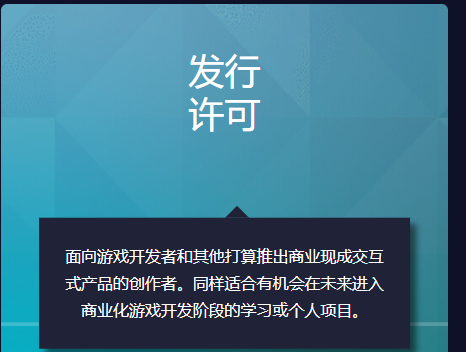 发行
许可
面向游戏开发者和其他打算推出商业现成交互
式产品的创作者。同样适合有机会在未来进入
商业化游戏开发阶段的学习或个人项目。